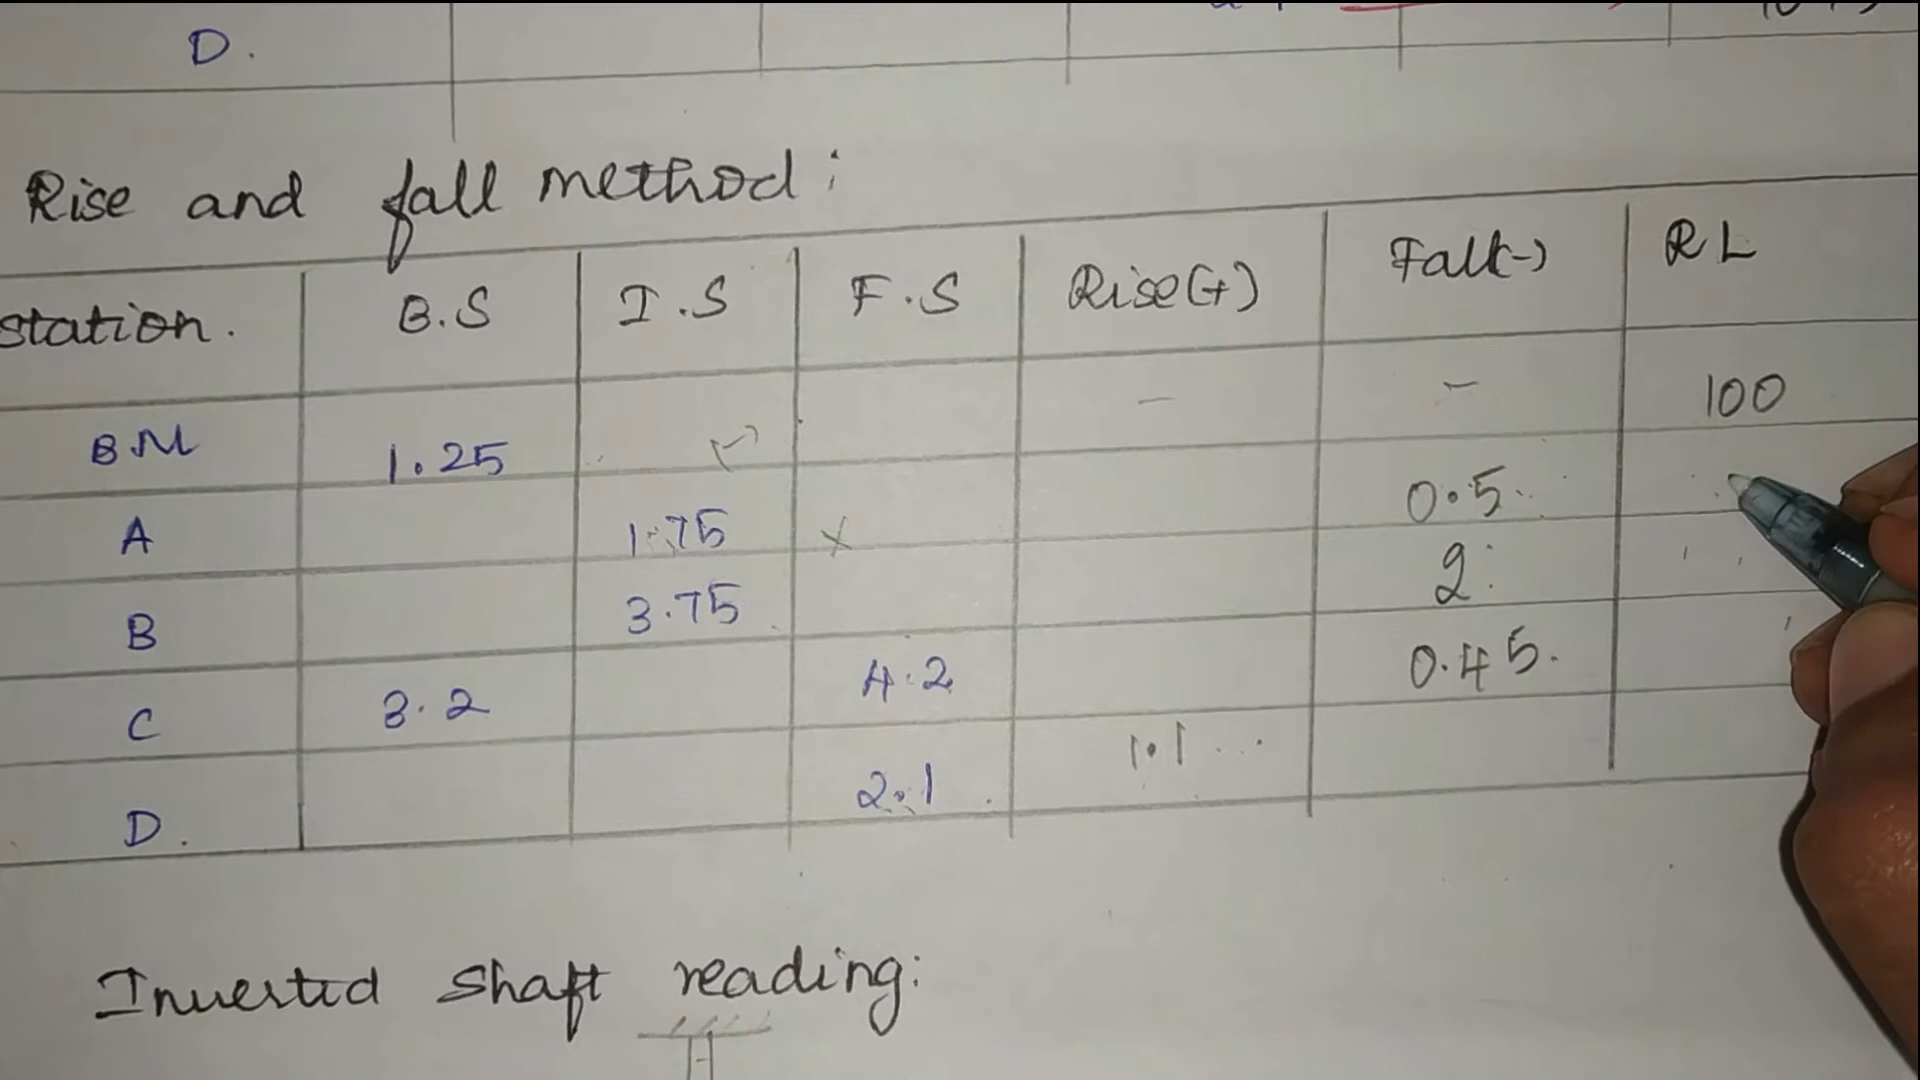 D.
Rise and fall method:
station. B.S I.S F.S Rise(+) Fall(-) RL
BM 1.25 - - 100
A 1.75 x 0.5
B 3.75 2
C 3.2 4.2 0.45
D. 2.1 1.1
Inverted shaft reading: